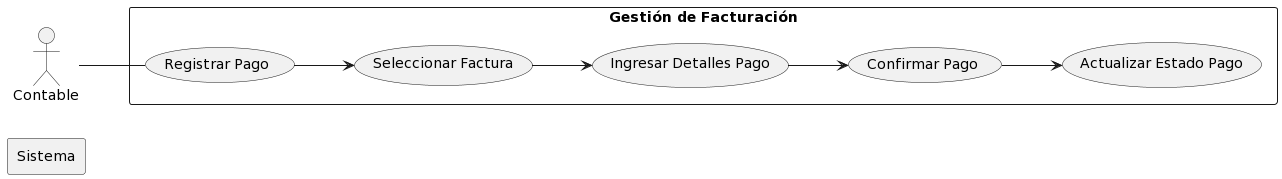 Gestión de Facturación
Contable
Registrar Pago
Seleccionar Factura
Ingresar Detalles Pago
Confirmar Pago
Actualizar Estado Pago
Sistema